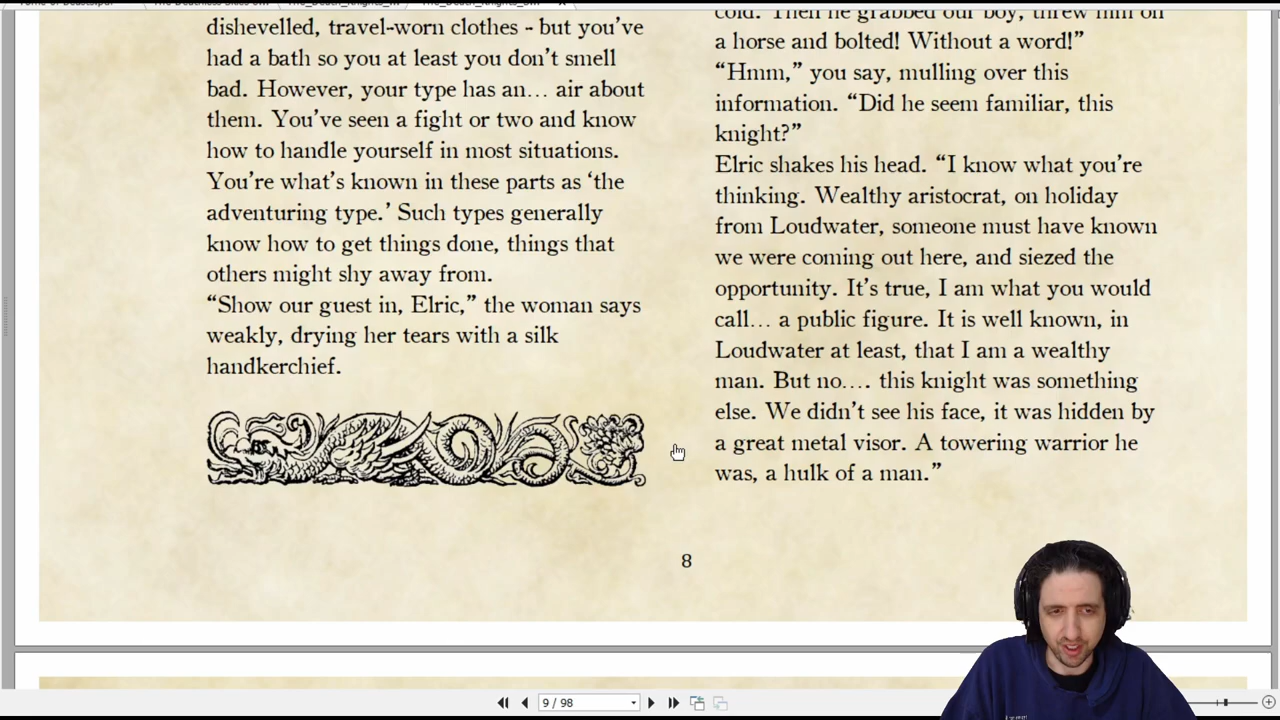 dishevelled, travel-worn clothes - but you’ve
had a bath so you at least you don’t smell
bad. However, your type has an… air about
them. You’ve seen a fight or two and know
how to handle yourself in most situations.
You’re what’s known in these parts as ‘the
adventuring type.’ Such types generally
know how to get things done, things that
others might shy away from.
“Show our guest in, Elric,” the woman says
weakly, drying her tears with a silk
handkerchief.
cold. Then he grabbed our boy, threw him on
a horse and bolted! Without a word!”
“Hmm,” you say, mulling over this
information. “Did he seem familiar, this
knight?”
Elric shakes his head. “I know what you’re
thinking. Wealthy aristocrat, on holiday
from Loudwater, someone must have known
we were coming out here, and siezed the
opportunity. It’s true, I am what you would
call… a public figure. It is well known, in
Loudwater at least, that I am a wealthy
man. But no…. this knight was something
else. We didn’t see his face, it was hidden by
a great metal visor. A towering warrior he
was, a hulk of a man.”
8
9 / 98